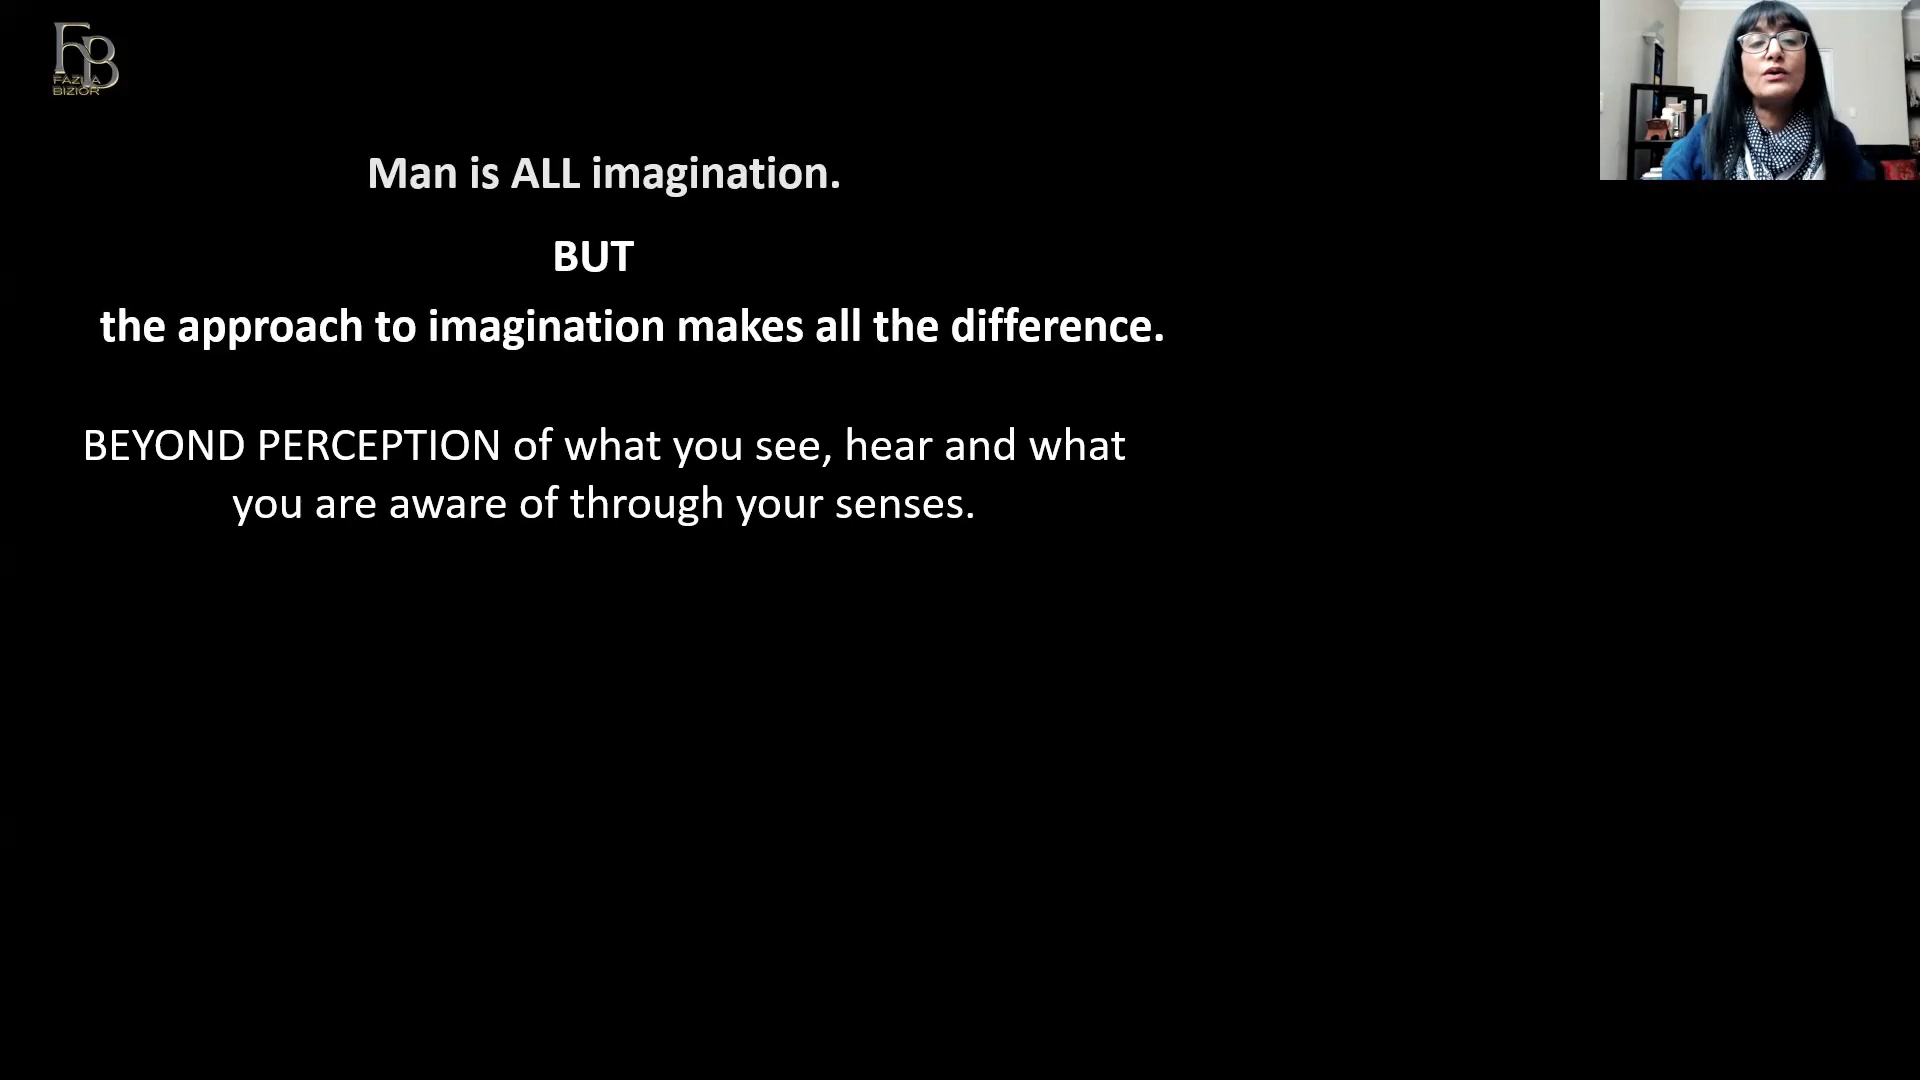 FB
FAZILA
BIZIOR
Man is ALL imagination.
BUT
the approach to imagination makes all the difference.
BEYOND PERCEPTION of what you see, hear and what
you are aware of through your senses.